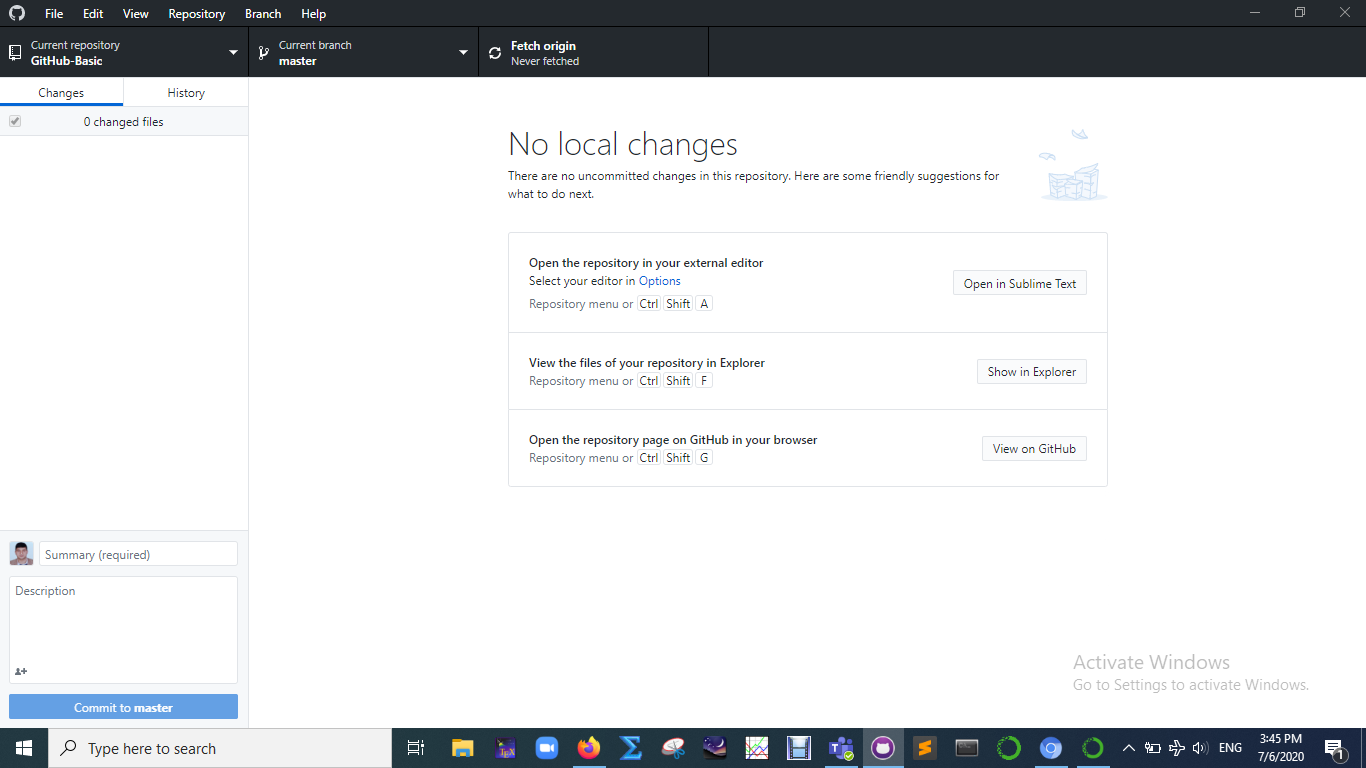 File Edit View Repository Branch Help
Current repository
GitHub-Basic
Current branch
master
Fetch origin
Never fetched
Changes History
0 changed files
No local changes
There are no uncommitted changes in this repository. Here are some friendly suggestions for
what to do next.
Open the repository in your external editor
Select your editor in Options
Repository menu or Ctrl Shift A
Open in Sublime Text
View the files of your repository in Explorer
Repository menu or Ctrl Shift F
Show in Explorer
Open the repository page on GitHub in your browser
Repository menu or Ctrl Shift G
View on GitHub
Summary (required)
Description
Commit to master
Activate Windows
Go to Settings to activate Windows.
Type here to search
ENG
3:45 PM
7/6/2020
1